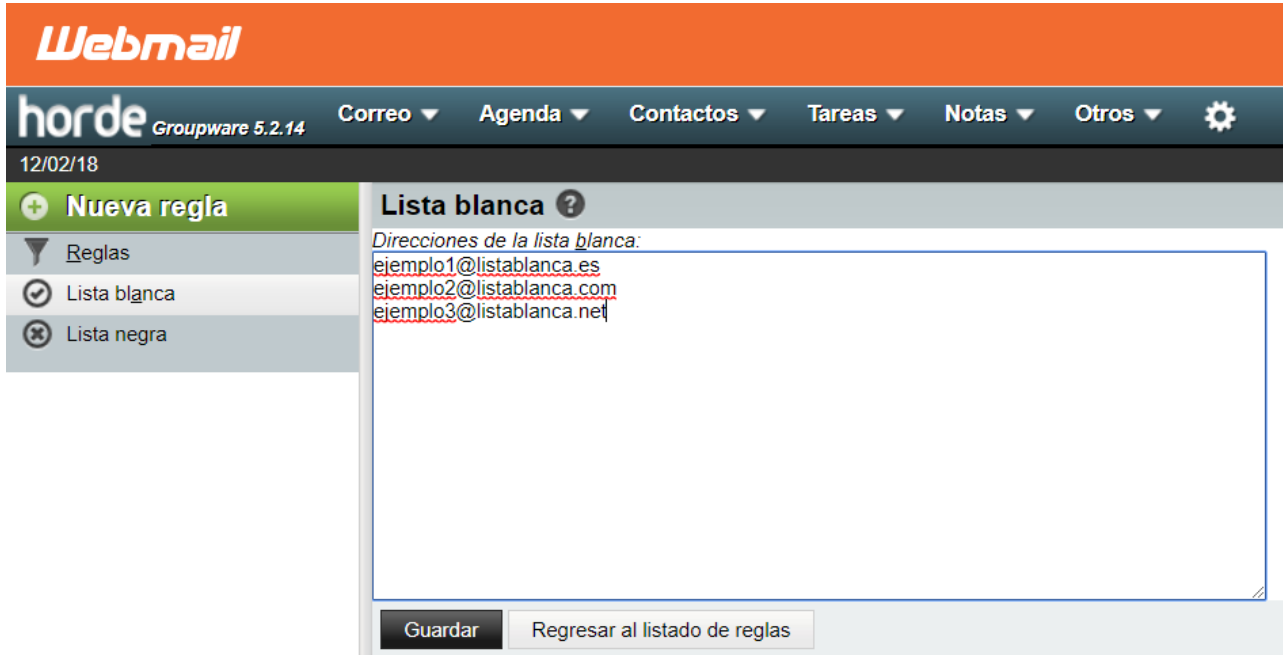 Webmail
horde Groupware 5.2.14 Correo Agenda Contactos Tareas Notas Otros
12/02/18
Nueva regla
Reglas
Lista blanca
Lista negra
Lista blanca ?
Direcciones de la lista blanca:
ejemplo1@listablanca.es
ejemplo2@listablanca.com
ejemplo3@listablanca.net
Guardar Regresar al listado de reglas